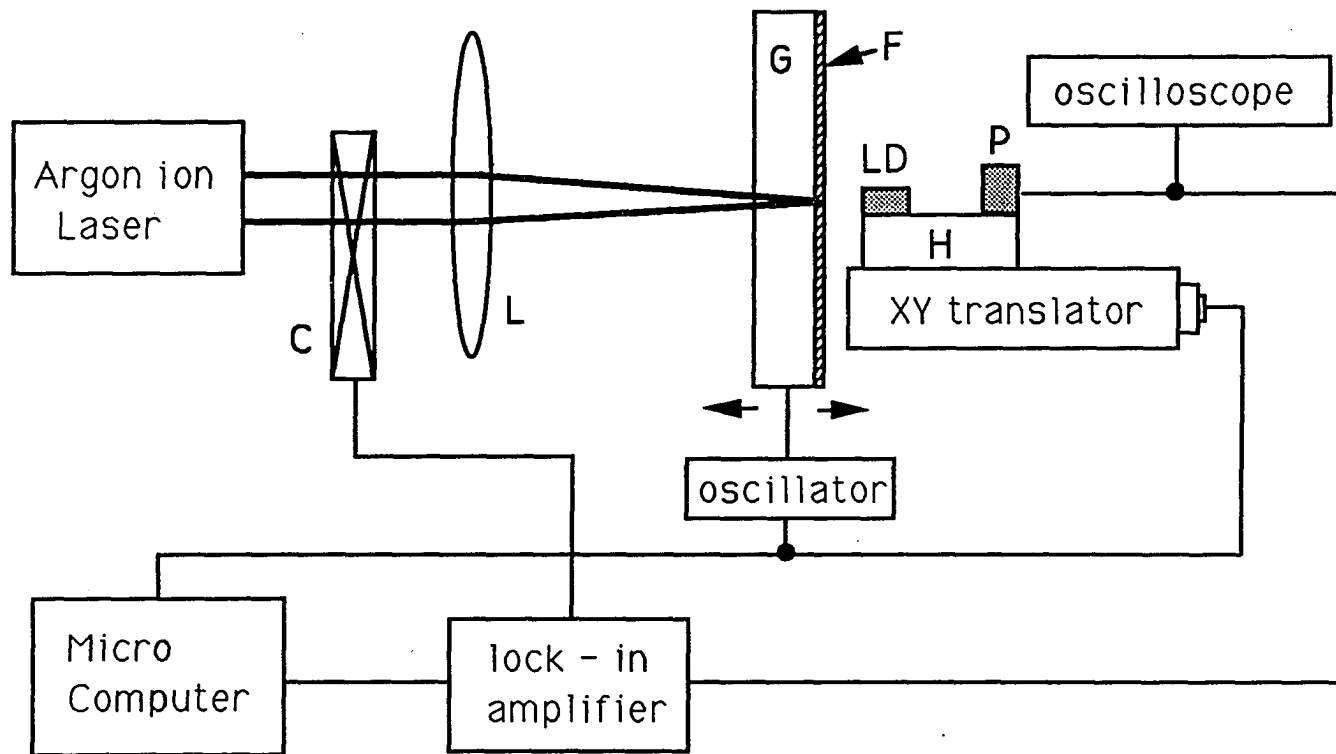 G
F
oscilloscope
P
LD
Argon ion
Laser
H
XY translator
L
C
oscillator
Micro
Computer
lock - in
amplifier